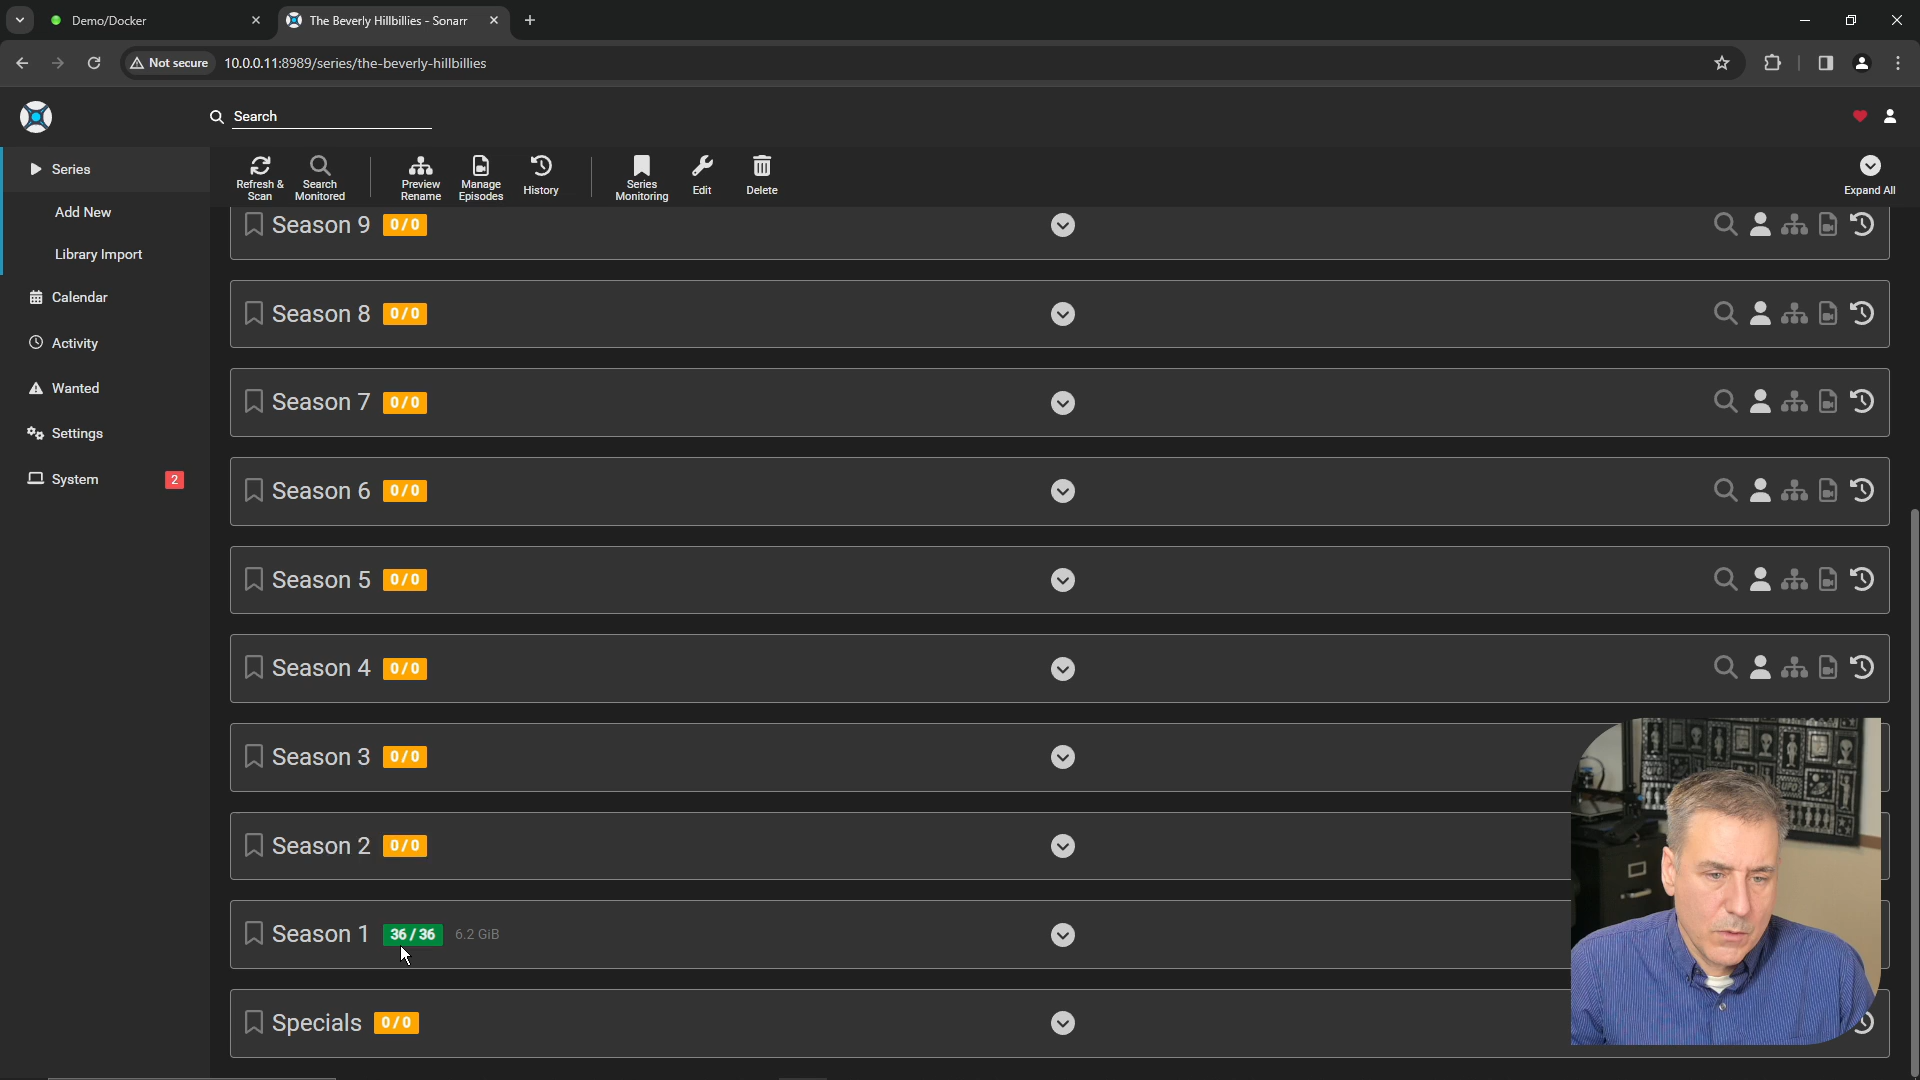 Demo/Docker
The Beverly Hillbillies - Sonarr
Not secure
10.0.0.11:8989/series/the-beverly-hillbillies
Search
Series
Add New
Library Import
Calendar
Activity
Wanted
Settings
System
2
Refresh & Scan
Search Monitored
Preview Rename
Manage Episodes
History
Series Monitoring
Edit
Delete
Expand All
Season 9 0/0
Season 8 0/0
Season 7 0/0
Season 6 0/0
Season 5 0/0
Season 4 0/0
Season 3 0/0
Season 2 0/0
Season 1 36/36 6.2 GiB
Specials 0/0
UFO